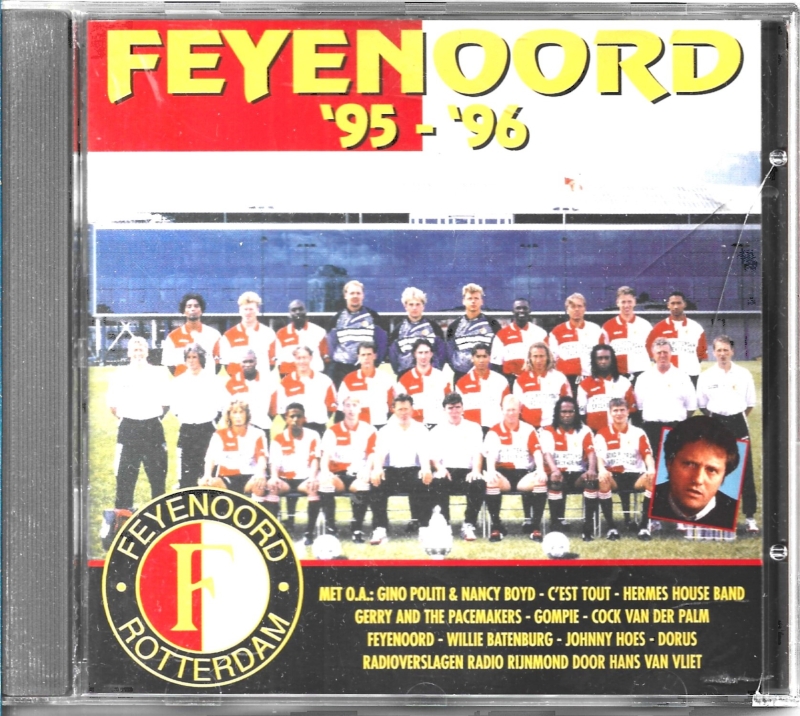 FEYENOORD
'95 - '96
FEYENOORD
F
ROTTERDAM
MET O.A.: GINO POLITI & NANCY BOYD - C'EST TOUT - HERMES HOUSE BAND
GERRY AND THE PACEMAKERS - GOMPIE - COCK VAN DER PALM
FEYENOORD - WILLIE BATENBURG - JOHNNY HOES - DORUS
RADIOVERSLAGEN RADIO RIJNMOND DOOR HANS VAN VLIET